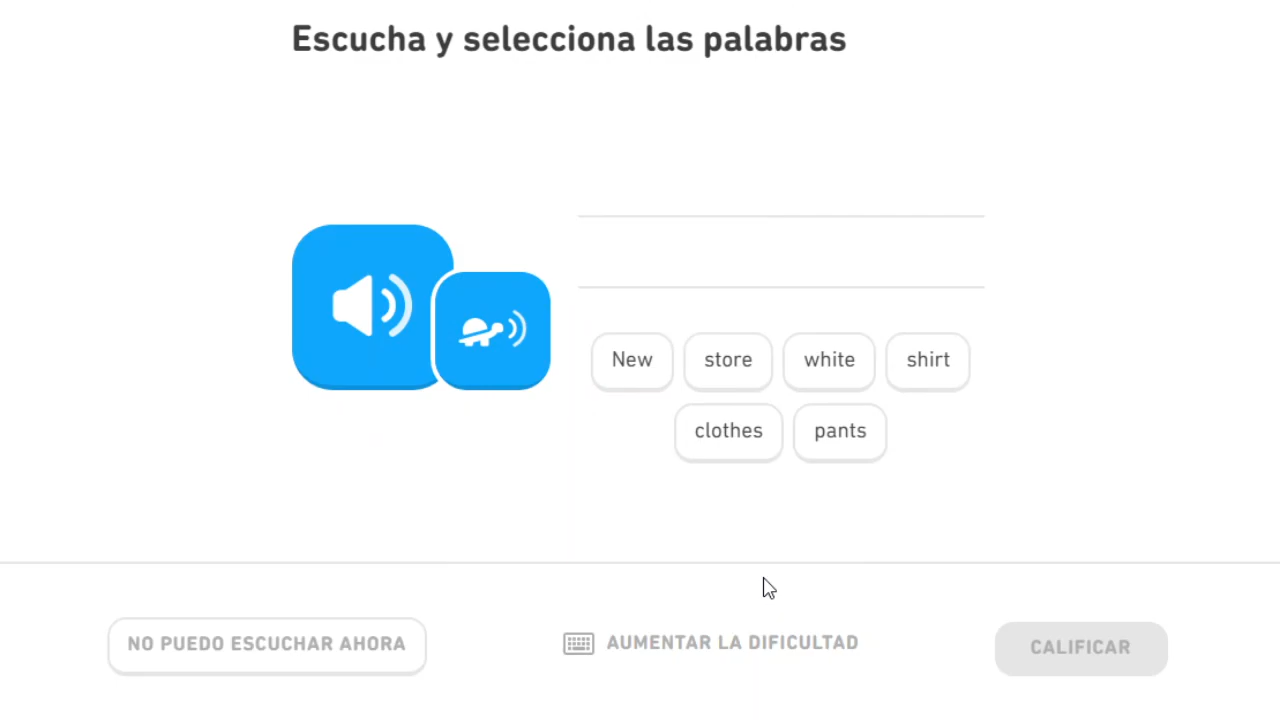 Escucha y selecciona las palabras
New store white shirt
clothes pants
NO PUEDO ESCUCHAR AHORA AUMENTAR LA DIFICULTAD CALIFICAR